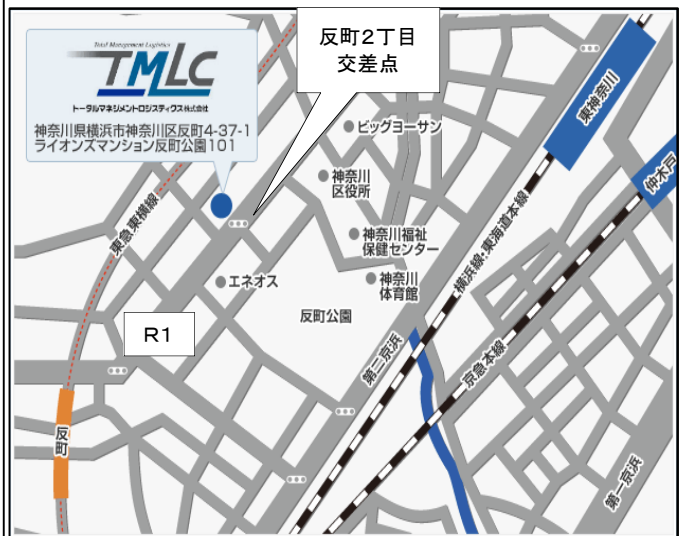 Total Management Logistics
TMLC
トータルマネジメントロジスティクス株式会社
神奈川県横浜市神奈川区反町4-37-1
ライオンズマンション反町公園101
反町2丁目
交差点
東神奈川
仲木戸
ビッグヨーサン
神奈川
区役所
東急東横線
神奈川福祉
保健センター
横浜線・東海道本線
エネオス
神奈川
体育館
反町公園
R1
第二京浜
京急本線
反町
第一京浜